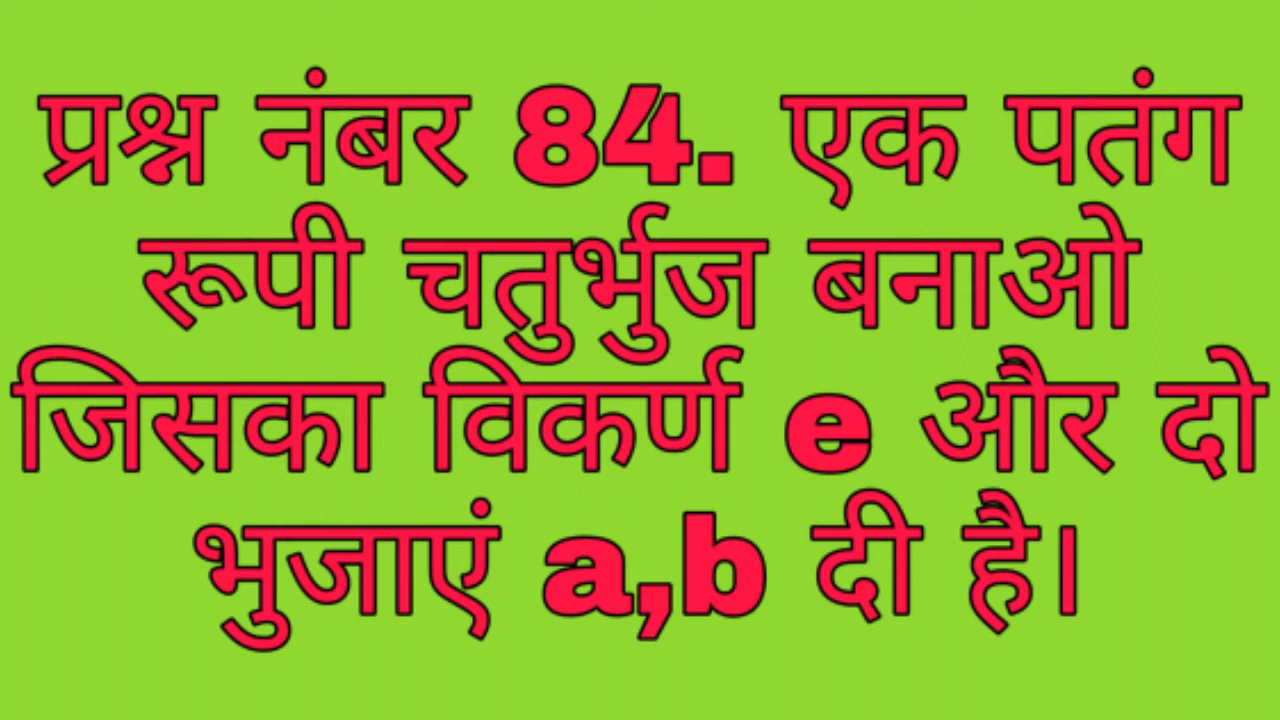 प्रश्न नंबर 84. एक पतंग
रूपी चतुर्भुज बनाओ
जिसका विकर्ण e और दो
भुजाएं a,b दी है।